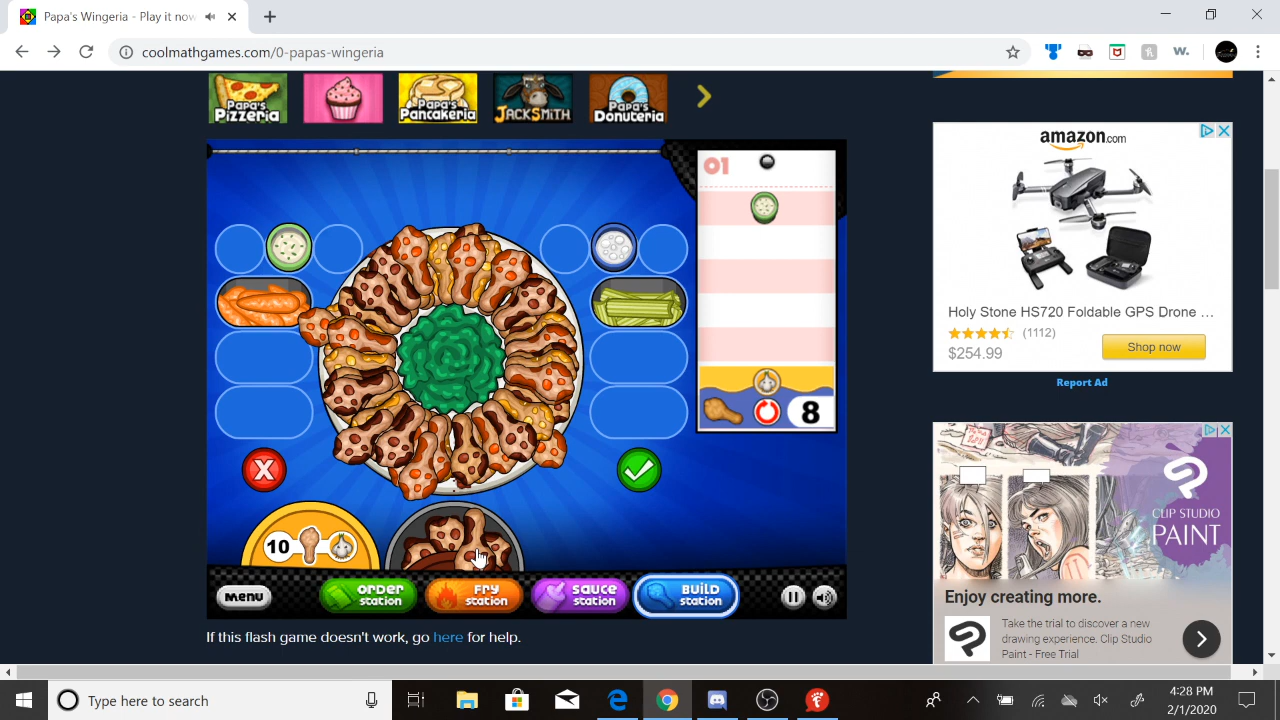 Papa's Wingeria - Play it now
coolmathgames.com/0-papas-wingeria
W.
Papa's
Pizzeria
Papa's
Pancakeria
JACKSMITH
Papa's
Donuteria
01
8
10
MENU
ORDER
Station
FRY
Station
SAUCE
Station
BUILD
Station
If this flash game doesn't work, go here for help.
amazon.com
Holy Stone HS720 Foldable GPS Drone ...
(1112)
$254.99
Shop now
Report Ad
CLIP STUDIO
PAINT
Enjoy creating more.
Take the trial to discover a new
drawing experience. Clip Studio
Paint - Free Trial
Type here to search
4:28 PM
2/1/2020